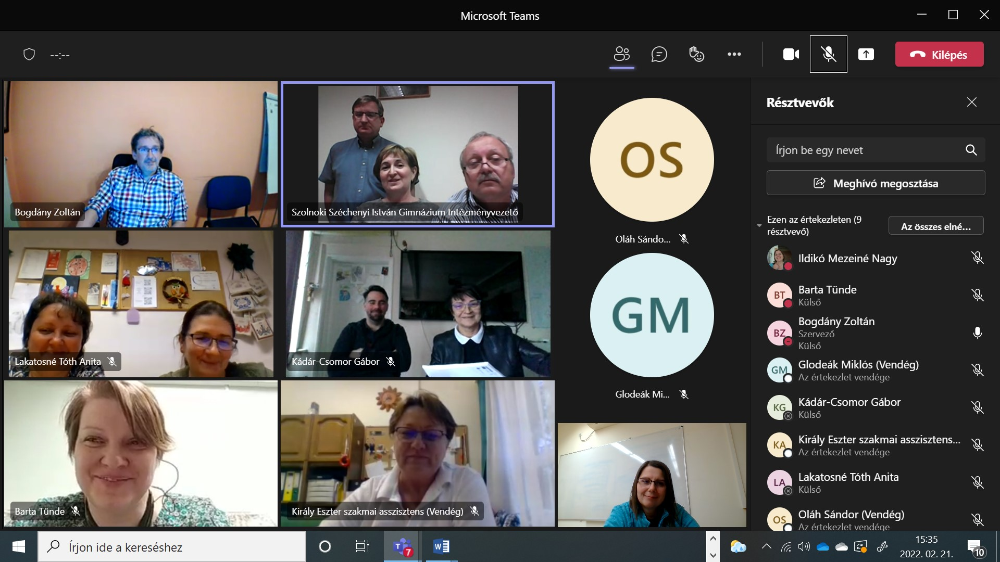 Microsoft Teams
--:--
Kilépés
Bogdány Zoltán
Szolnoki Széchenyi István Gimnázium Intézményvezető
Lakatosné Tóth Anita
Kádár-Csomor Gábor
Barta Tünde
Király Eszter szakmai asszisztens (Vendég)
OS
Oláh Sándo...
GM
Glodeák Mi...
Résztvevők
Írjon be egy nevet
Meghívó megosztása
Ezen az értekezleten (9
résztvevő)
Az összes elné...
Ildikó Mezeiné Nagy
BT
Barta Tünde
Külső
BZ
Bogdány Zoltán
Szervező
Külső
GM
Glodeák Miklós (Vendég)
Az értekezlet vendége
KG
Kádár-Csomor Gábor
Külső
KA
Király Eszter szakmai asszisztens...
Az értekezlet vendége
LA
Lakatosné Tóth Anita
Külső
OS
Oláh Sándor (Vendég)
Az értekezlet vendége
Írjon ide a kereséshez
T
7
W
15:35
2022. 02. 21.
10